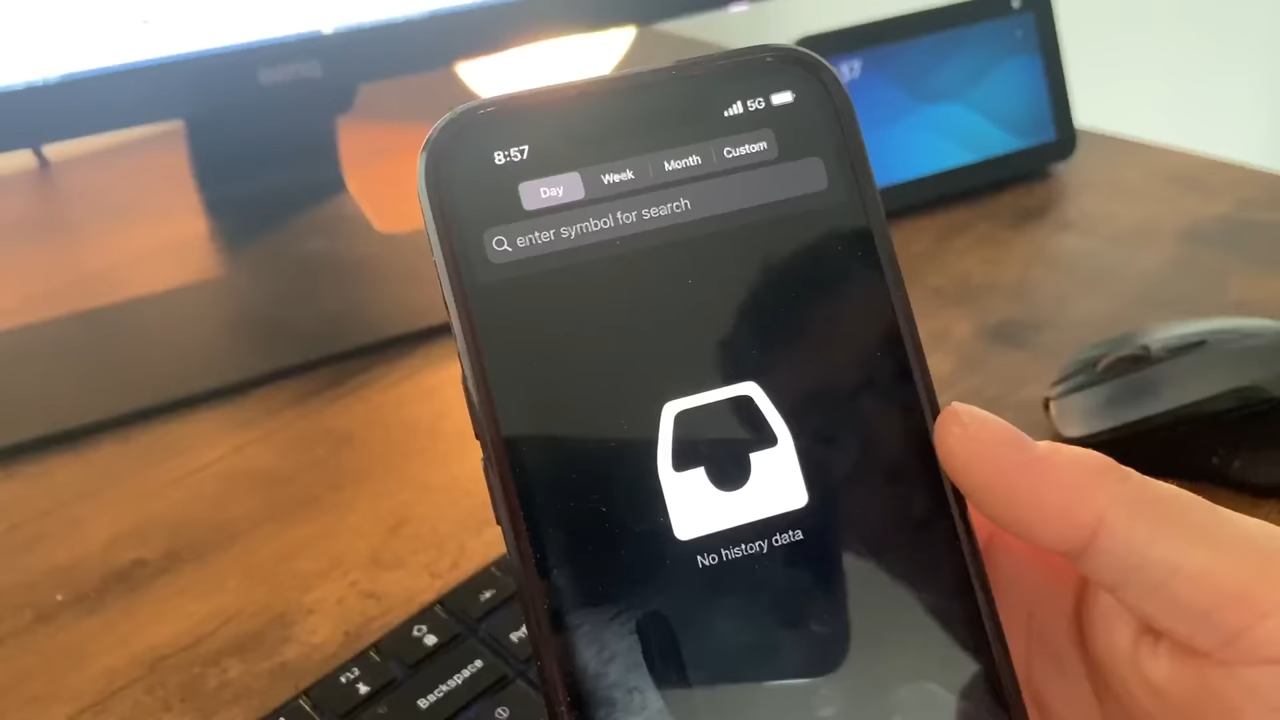 8:57
5G
Day
Week
Month
Custom
enter symbol for search
No history data
F12
Backspace